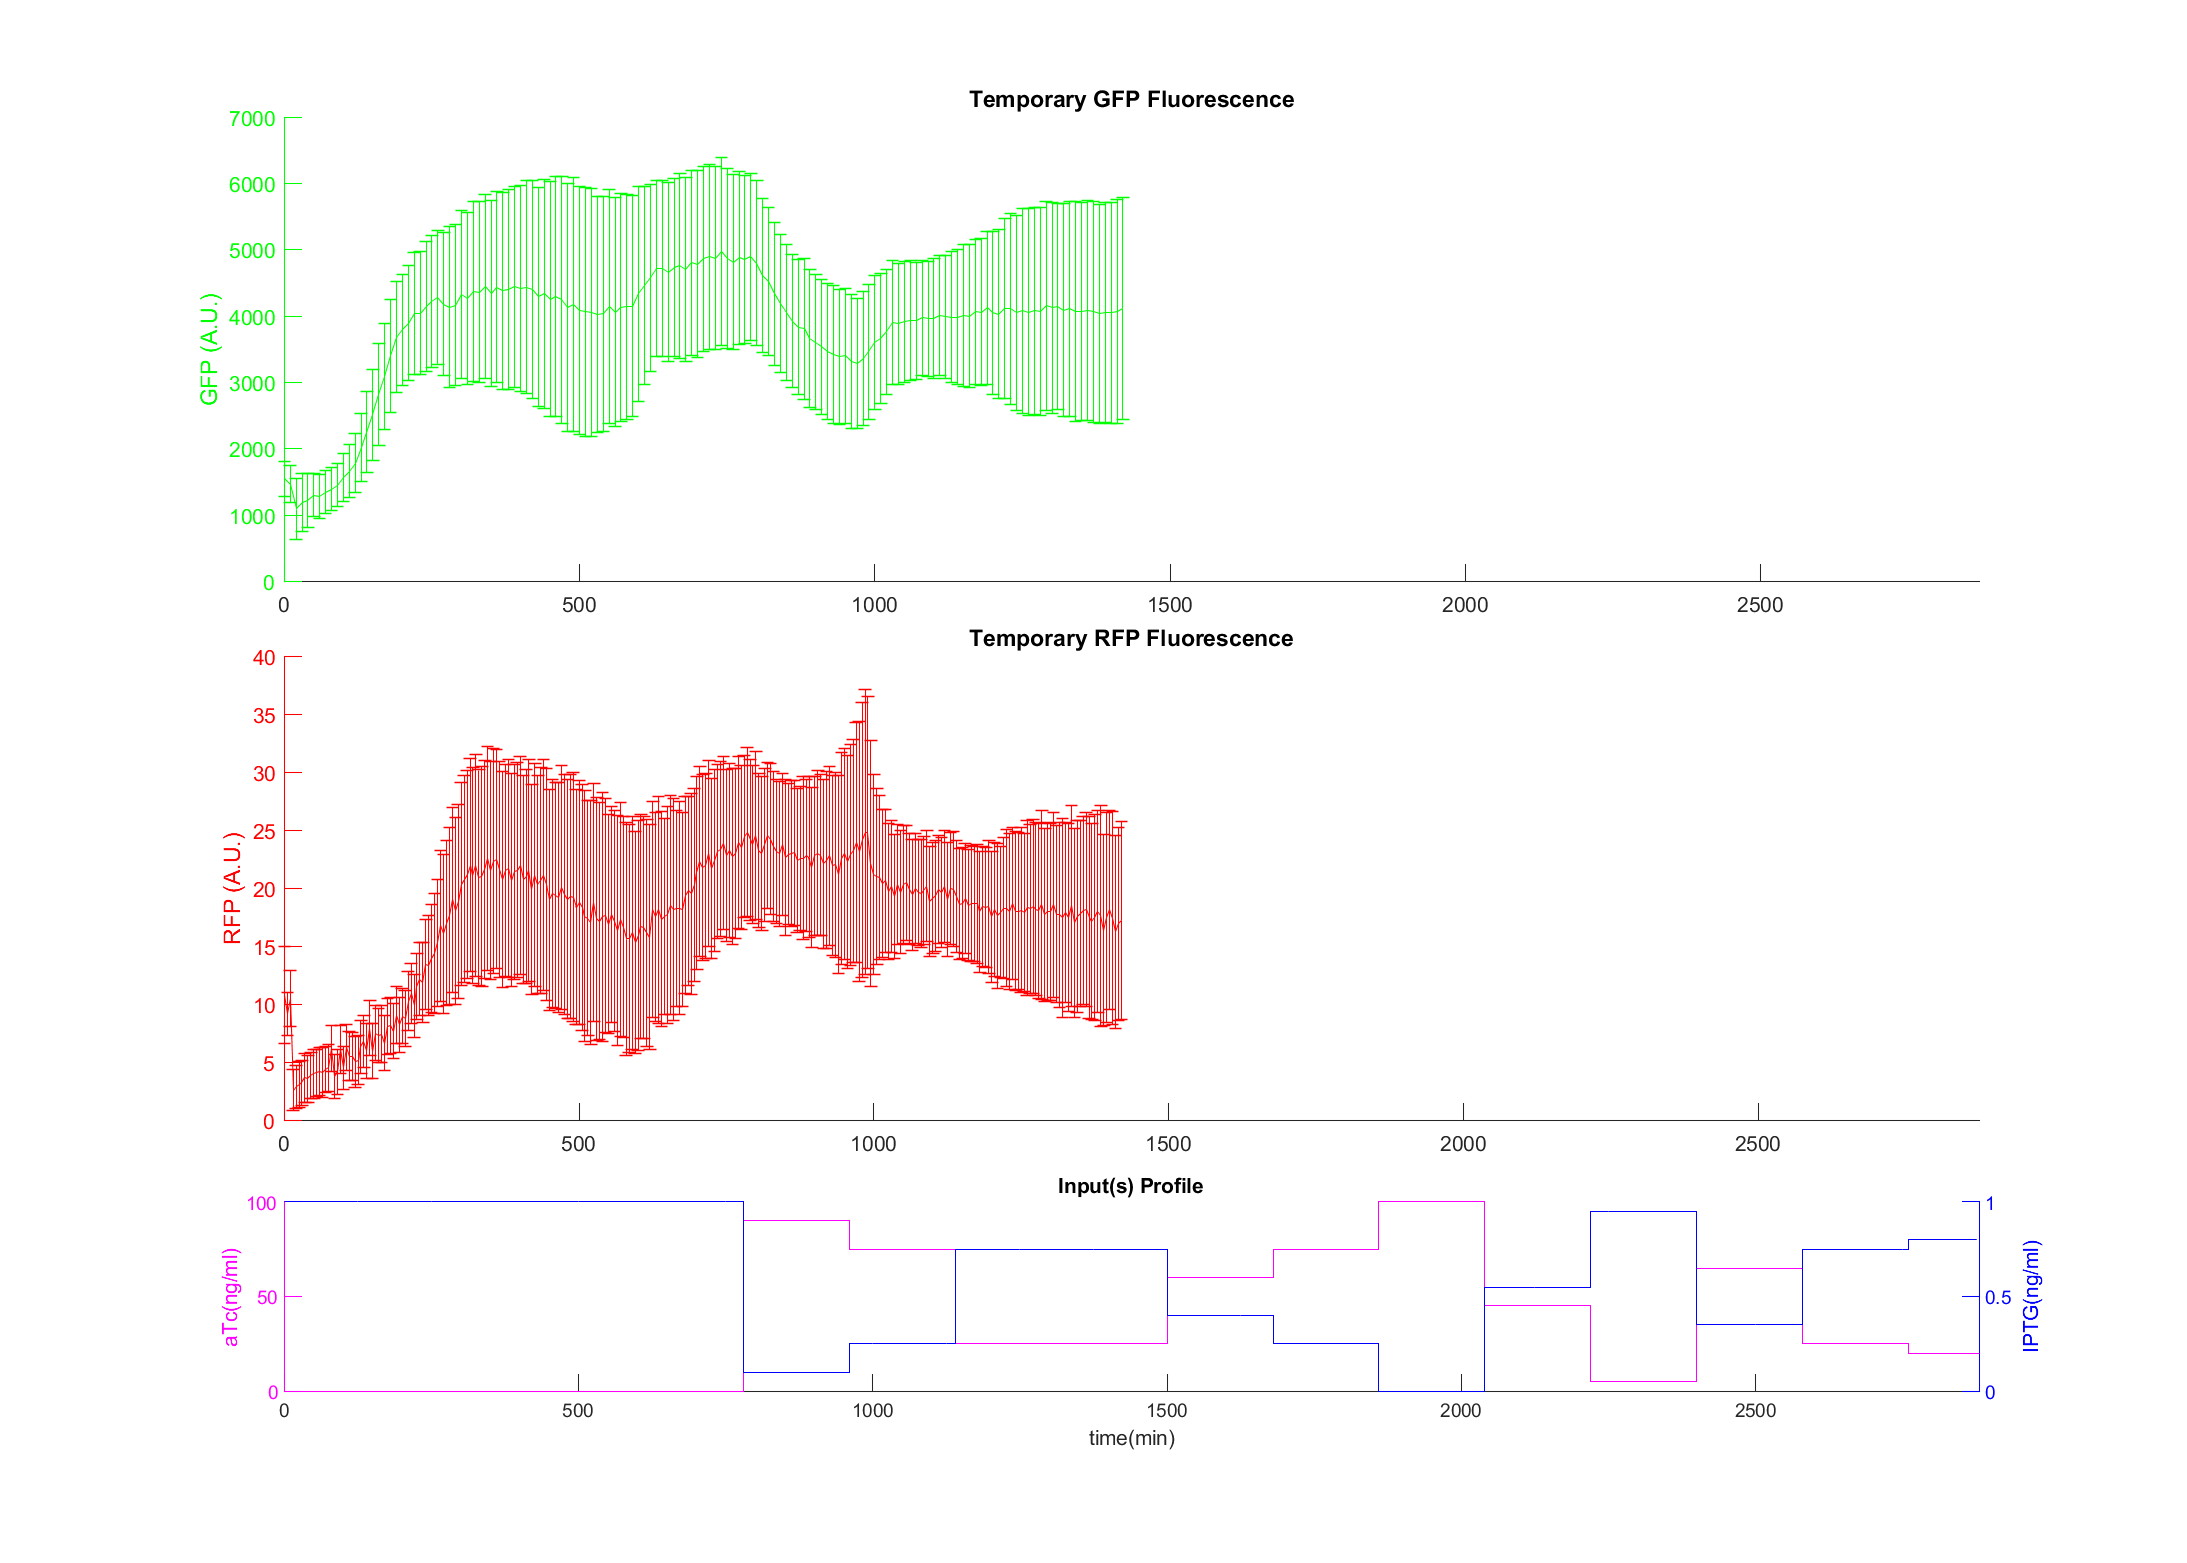 Temporary GFP Fluorescence
7000
6000
5000
4000
3000
2000
1000
0
GFP (A.U.)
0 500 1000 1500 2000 2500
Temporary RFP Fluorescence
40
35
30
25
20
15
10
5
0
RFP (A.U.)
0 500 1000 1500 2000 2500
Input(s) Profile
100
50
0
aTc(ng/ml)
1
0.5
0
IPTG(ng/ml)
0 500 1000 1500 2000 2500
time(min)